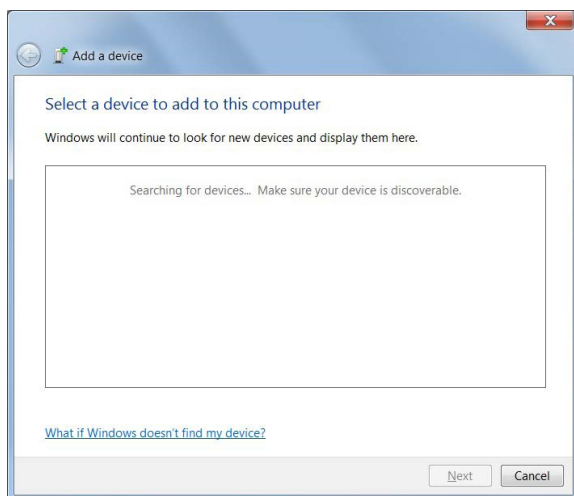 Add a device
Select a device to add to this computer
Windows will continue to look for new devices and display them here.
Searching for devices... Make sure your device is discoverable.
What if Windows doesn't find my device?
Next Cancel